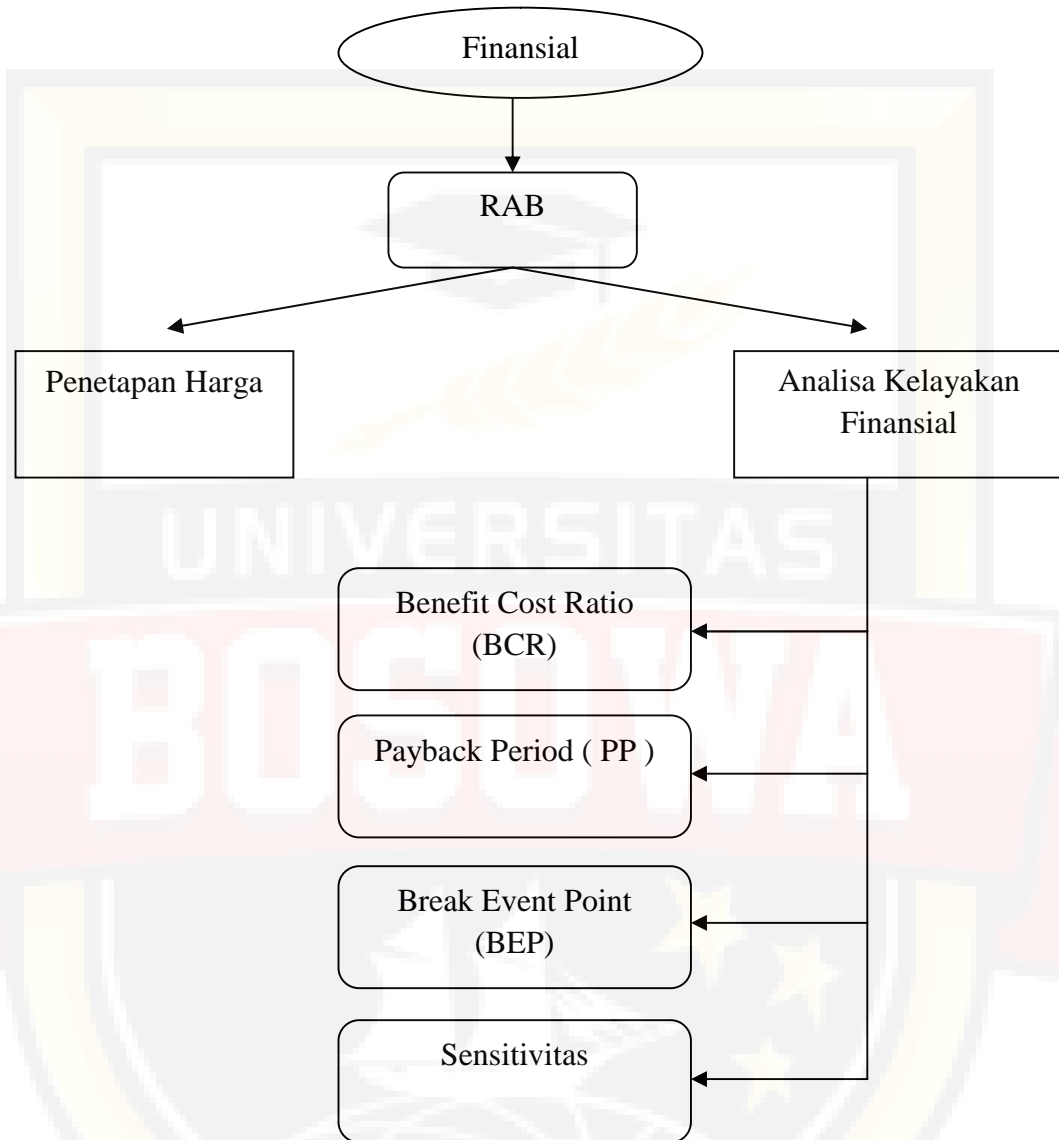 Finansial
RAB
Penetapan Harga
Analisa Kelayakan
Finansial
UNIVERSITAS
Benefit Cost Ratio
(BCR)
BOSOWA
Payback Period ( PP )
Break Event Point
(BEP)
Sensitivitas